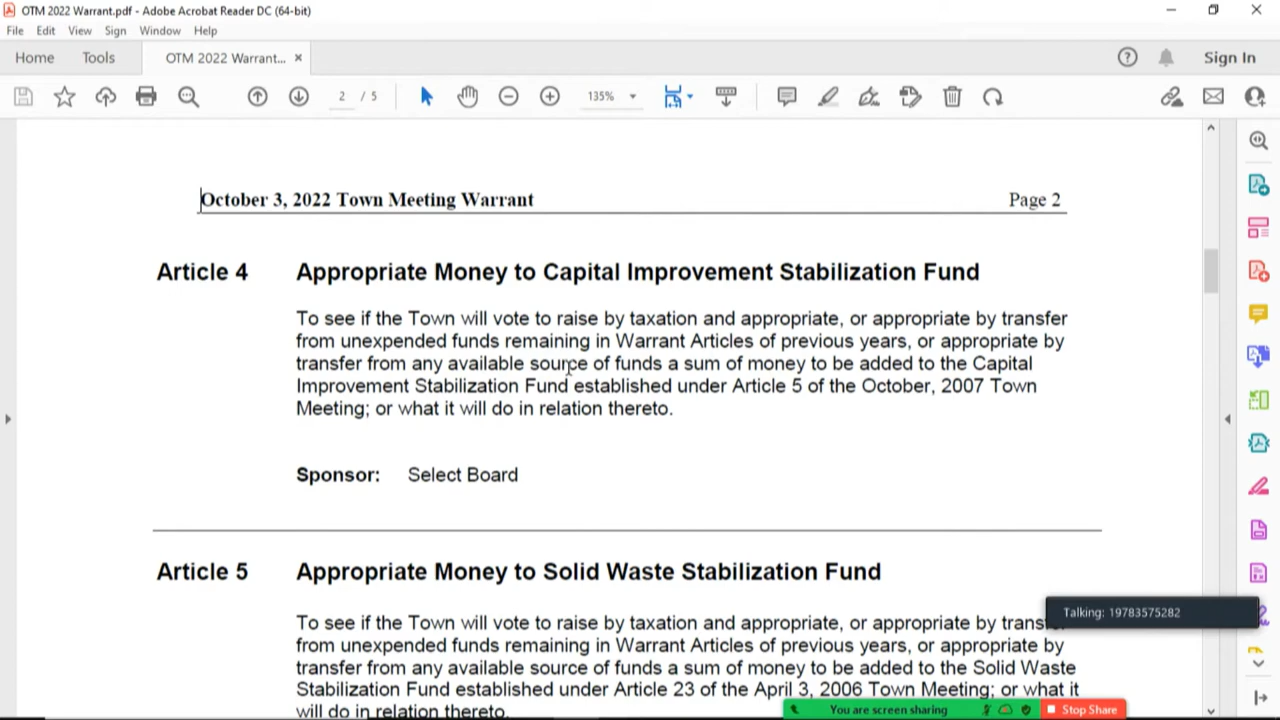 OTM 2022 Warrant.pdf - Adobe Acrobat Reader DC (64-bit)
File Edit View Sign Window Help
Home Tools OTM 2022 Warrant... × Sign In
2 / 5 135%
October 3, 2022 Town Meeting Warrant Page 2
Article 4 Appropriate Money to Capital Improvement Stabilization Fund
To see if the Town will vote to raise by taxation and appropriate, or appropriate by transfer
from unexpended funds remaining in Warrant Articles of previous years, or appropriate by
transfer from any available source of funds a sum of money to be added to the Capital
Improvement Stabilization Fund established under Article 5 of the October, 2007 Town
Meeting; or what it will do in relation thereto.
Sponsor: Select Board
Article 5 Appropriate Money to Solid Waste Stabilization Fund
Talking: 19783575282
To see if the Town will vote to raise by taxation and appropriate, or appropriate by
from unexpended funds remaining in Warrant Articles of previous years, or appropriate by
transfer from any available source of funds a sum of money to be added to the Solid Waste
Stabilization Fund established under Article 23 of the April 3, 2006 Town Meeting; or what it
will do in relation thereto.
You are screen sharing Stop Share